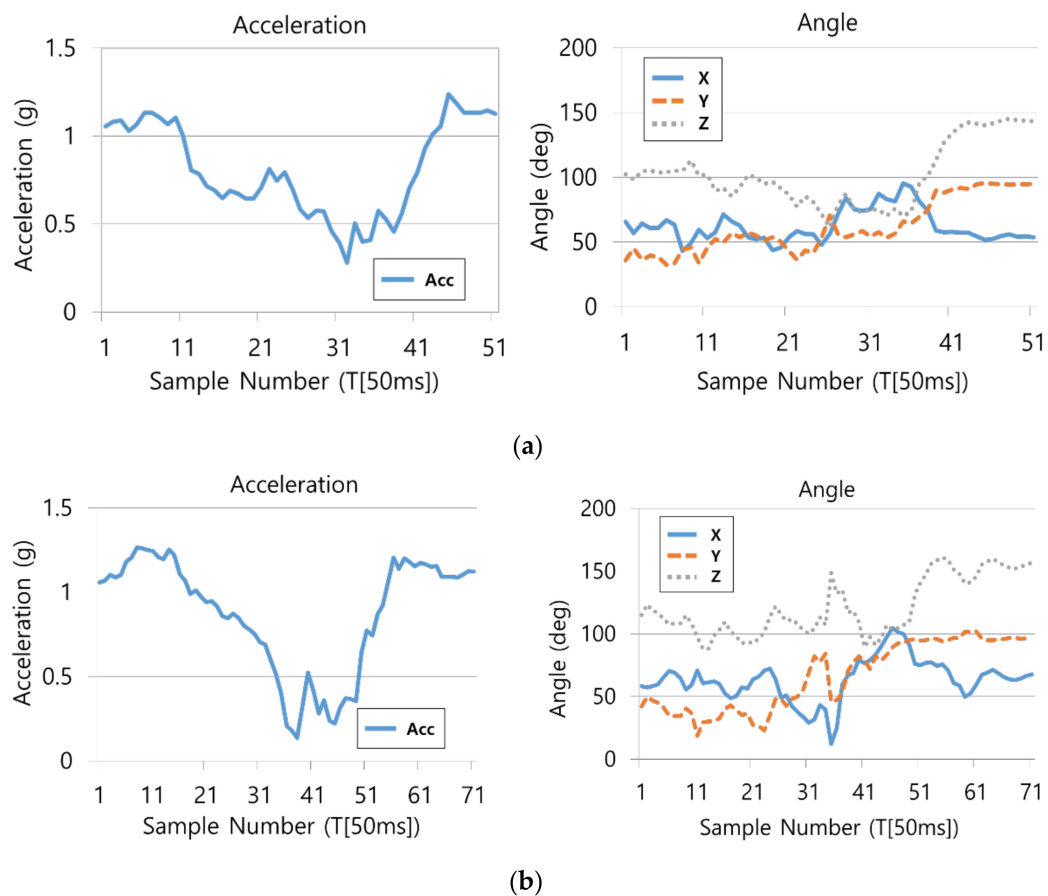 Acceleration
1.5
1
0.5
0
Acceleration (g)
Acc
1 11 21 31 41 51
Sample Number (T[50ms])
Angle
200
150
100
50
0
Angle (deg)
X
Y
Z
1 11 21 31 41 51
Sampe Number (T[50ms])
(a)
Acceleration
1.5
1
0.5
0
Acceleration (g)
Acc
1 11 21 31 41 51 61 71
Sample Number (T[50ms])
Angle
200
150
100
50
0
Angle (deg)
X
Y
Z
1 11 21 31 41 51 61 71
Sample Number (T[50ms])
(b)